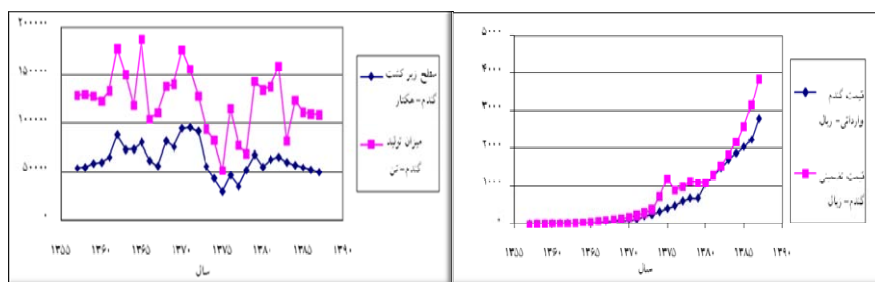 ۲۰۰۰۰۰
۱۵۰۰۰۰
۱۰۰۰۰۰
۵۰۰۰۰
۰
۱۳۵۵ ۱۳۶۰ ۱۳۶۵ ۱۳۷۰ ۱۳۷۵ ۱۳۸۰ ۱۳۸۵ ۱۳۹۰
سال
سطح زیر کشت
گندم-هکتار
میزان تولید
گندم-تن
۵۰۰۰
۴۰۰۰
۳۰۰۰
۲۰۰۰
۱۰۰۰
۰
۱۳۵۵ ۱۳۶۰ ۱۳۶۵ ۱۳۷۰ ۱۳۷۵ ۱۳۸۰ ۱۳۸۵ ۱۳۹۰
سال
قیمت گندم
وارداتی-ریال
قیمت تضمینی
گندم-ریال